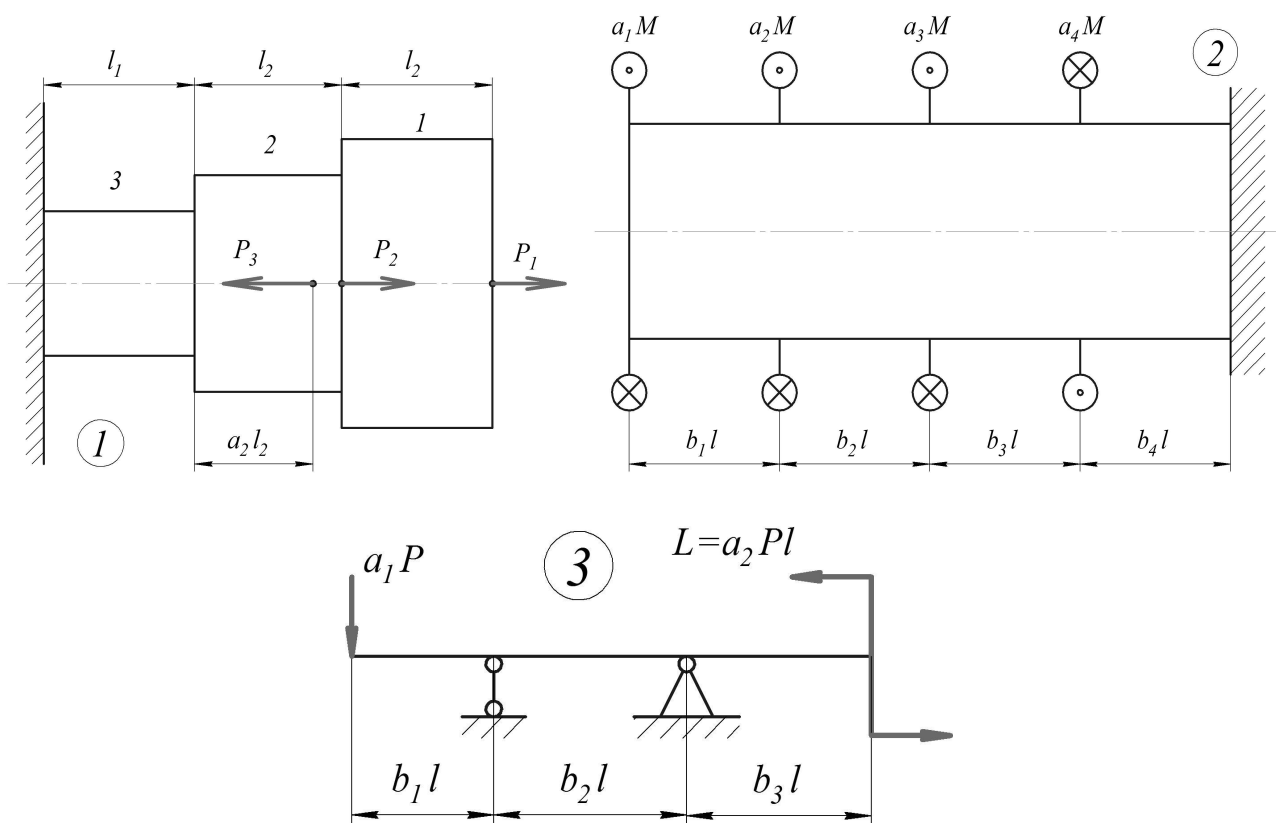 l₁ l₂ l₂
1
2
3
P₃ P₂ P₁
a₂l₂
1
a₁M a₂M a₃M a₄M
2
b₁l b₂l b₃l b₄l
3
a₁P
L=a₂Pl
b₁l b₂l b₃l